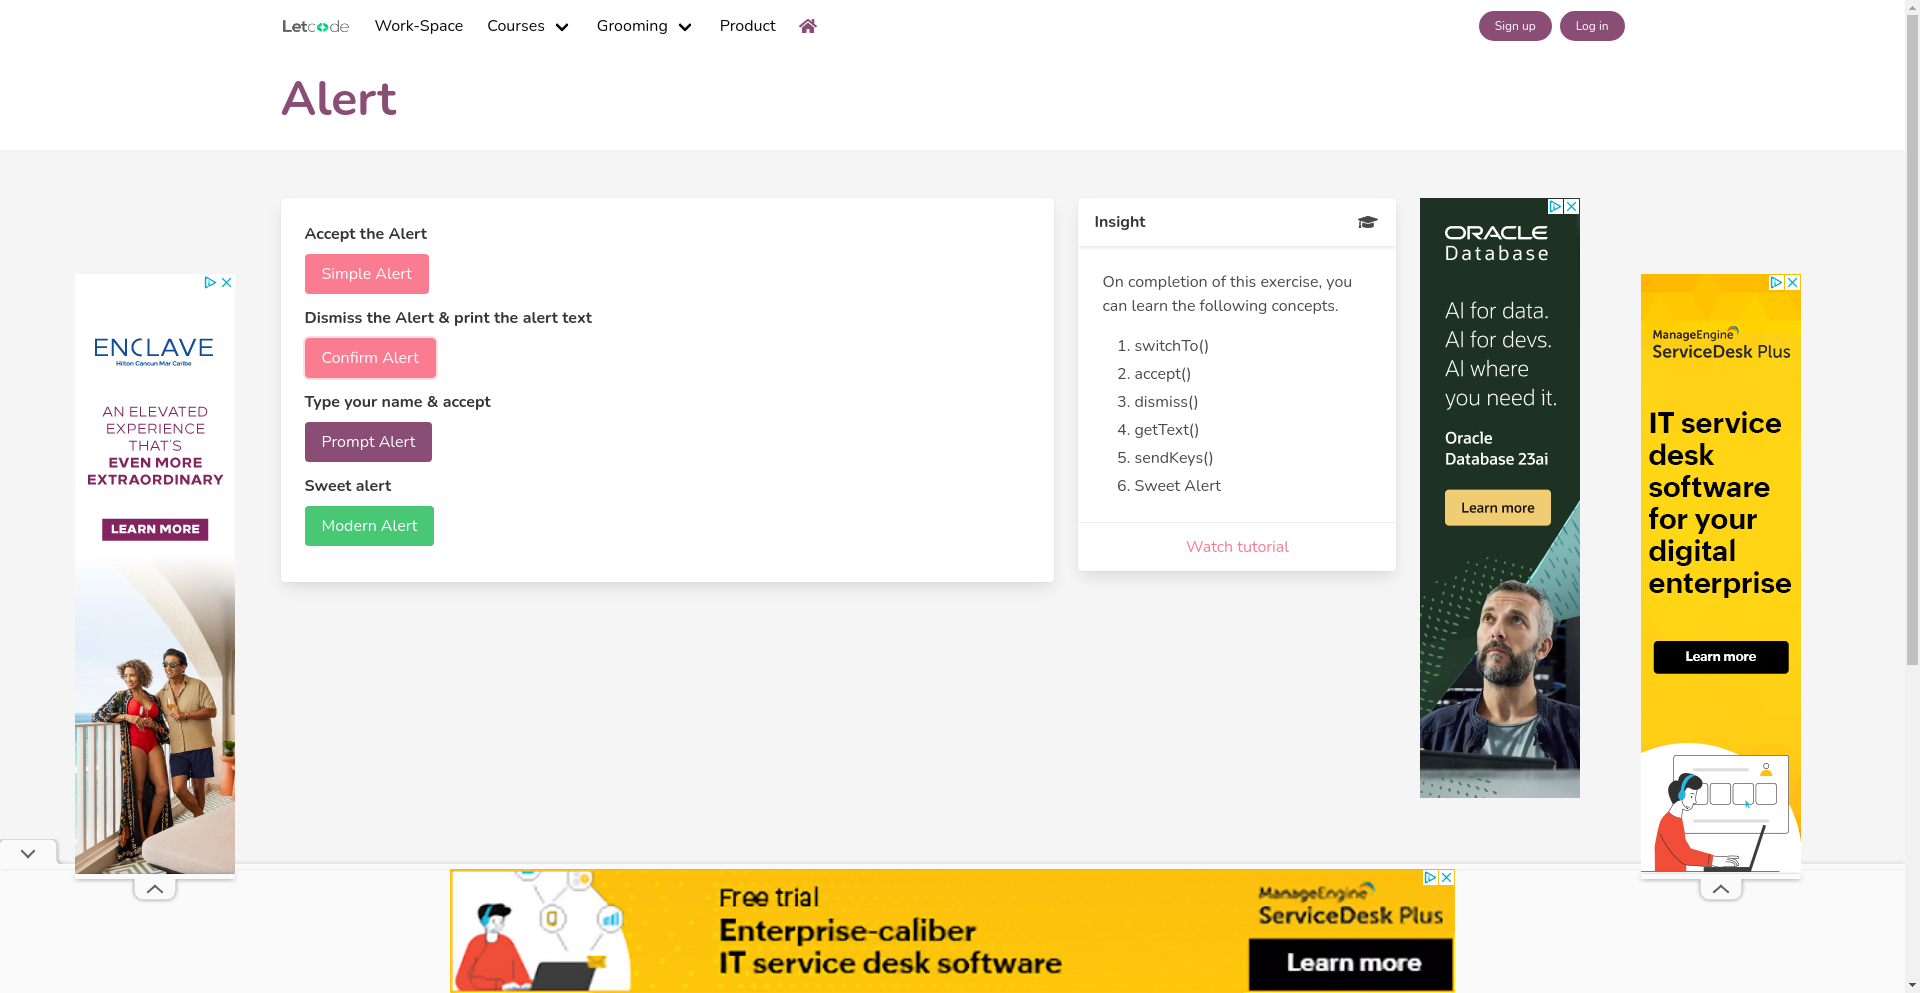 Letcode
Work-Space
Courses
Grooming
Product
Sign up
Log in
Alert
Accept the Alert
Simple Alert
Dismiss the Alert & print the alert text
Confirm Alert
Type your name & accept
Prompt Alert
Sweet alert
Modern Alert
Insight
On completion of this exercise, you
can learn the following concepts.
1. switchTo()
2. accept()
3. dismiss()
4. getText()
5. sendKeys()
6. Sweet Alert
Watch tutorial
ENCLAVE
Hilton Cancun Mar Caribe
AN ELEVATED
EXPERIENCE
THAT'S
EVEN MORE
EXTRAORDINARY
LEARN MORE
ORACLE
Database
AI for data.
AI for devs.
AI where
you need it.
Oracle
Database 23ai
Learn more
ManageEngine
ServiceDesk Plus
IT service
desk
software
for your
digital
enterprise
Learn more
Free trial
Enterprise-caliber
IT service desk software
ManageEngine
ServiceDesk Plus
Learn more